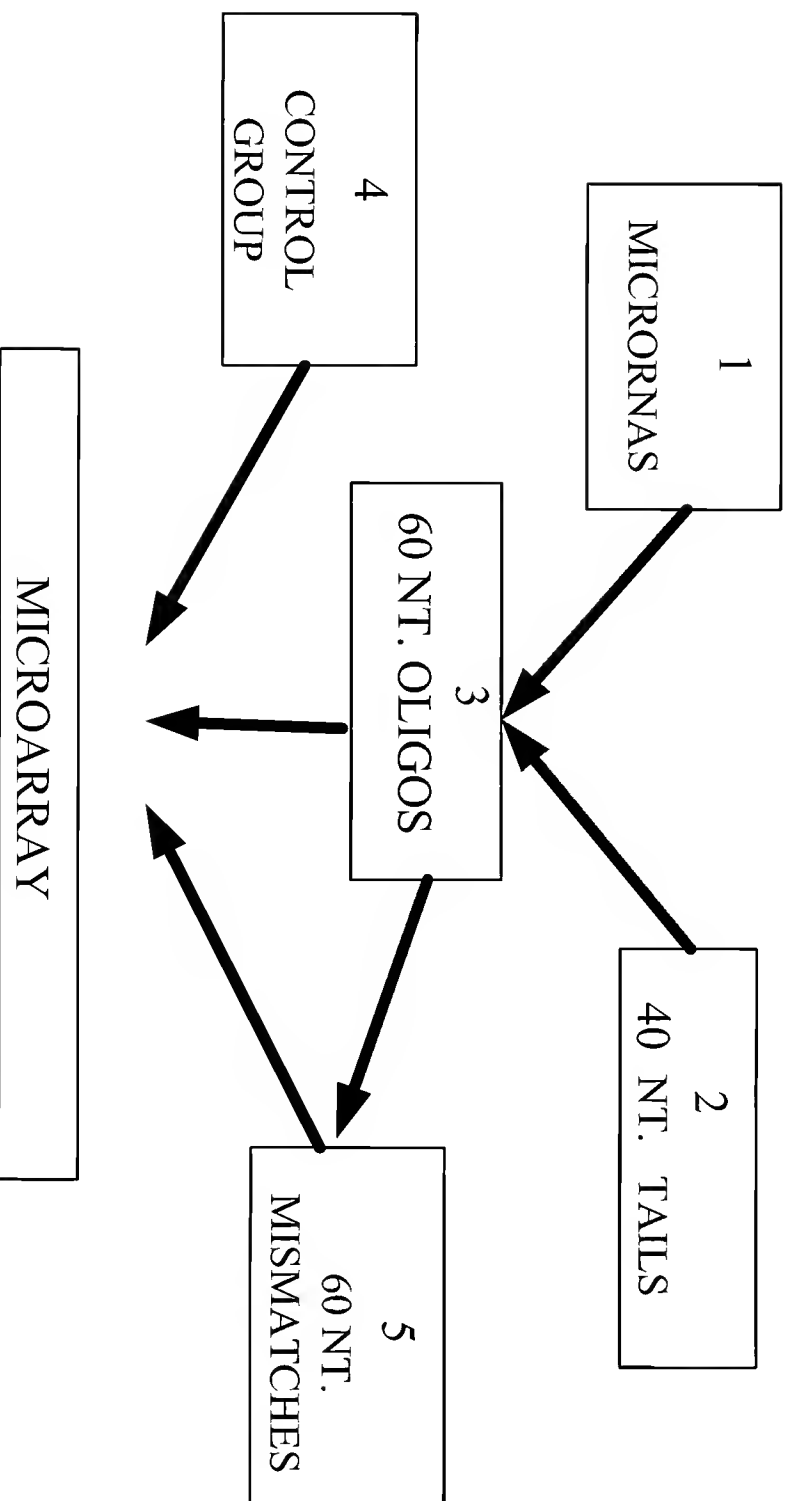 1
MICRORNAS
2
40 NT. TAILS
3
60 NT. OLIGOS
4
CONTROL
GROUP
5
60 NT.
MISMATCHES
MICROARRAY